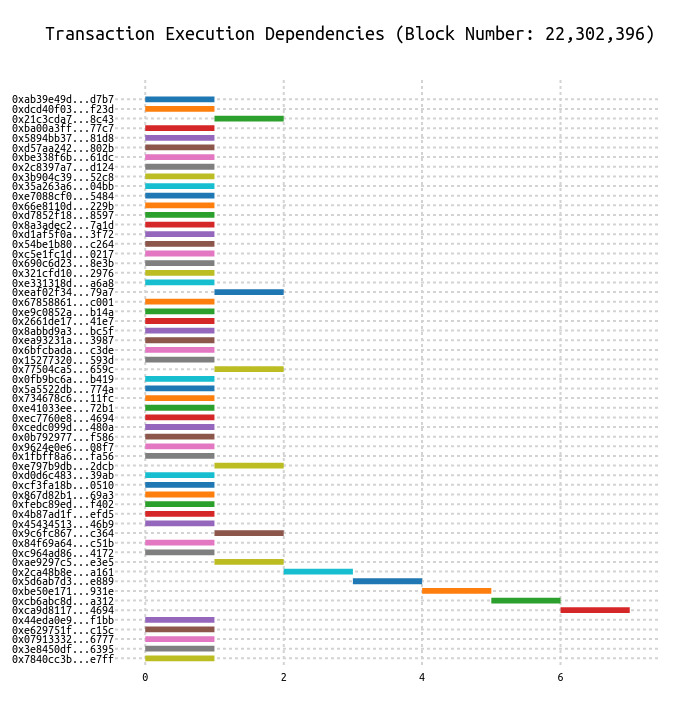 Transaction Execution Dependencies (Block Number: 22,302,396)
0xab39e49d...d7b7
0xdcd40f03...f23d
0x21c3cda7...8c43
0xba00a3ff...77c7
0x5894bb37...81d8
0xd57aa242...802b
0xbe338f6b...61dc
0x2c8397a7...d124
0x3b904c39...52c8
0x35a263a6...04bb
0xe7088cf0...5484
0x66e8110d...229b
0xd7852f18...8597
0x8a3adec2...7a1d
0xd1af5f0a...3f72
0x54be1b80...c264
0xc5e1fc1d...0217
0x690c6d23...8e3b
0x321cfd10...2976
0xe331318d...a6a8
0xeaf02f34...79a7
0x67858861...c001
0xe9c0852a...b14a
0x2661de17...41e7
0x8abbd9a3...bc5f
0xea93231a...3987
0x6bfcbada...c3de
0x15277320...593d
0x77504ca5...659c
0x0fb9bc6a...b419
0x5a5522db...774a
0x734678c6...11fc
0xe41033ee...72b1
0xec7760e8...4694
0xcedc099d...480a
0x0b792977...f586
0x9624e0e6...08f7
0x1fbff8a6...fa56
0xe797b9db...2dcb
0xd0d6c483...39ab
0xcf3fa18b...0510
0x867d82b1...69a3
0xfebc89ed...f402
0x4b87ad1f...efd5
0x45434513...46b9
0x9c6fc867...c364
0x84f69a64...c51b
0xc964ad86...4172
0xae9297c5...e3e5
0x2ca48b8e...a161
0x5d6ab7d3...e889
0xbe50e171...931e
0xcb6abc8d...a312
0xca9d8117...4694
0x44eda0e9...f1bb
0xe629751f...c15c
0x07913332...6777
0x3e8450df...6395
0x7840cc3b...e7ff
0 2 4 6